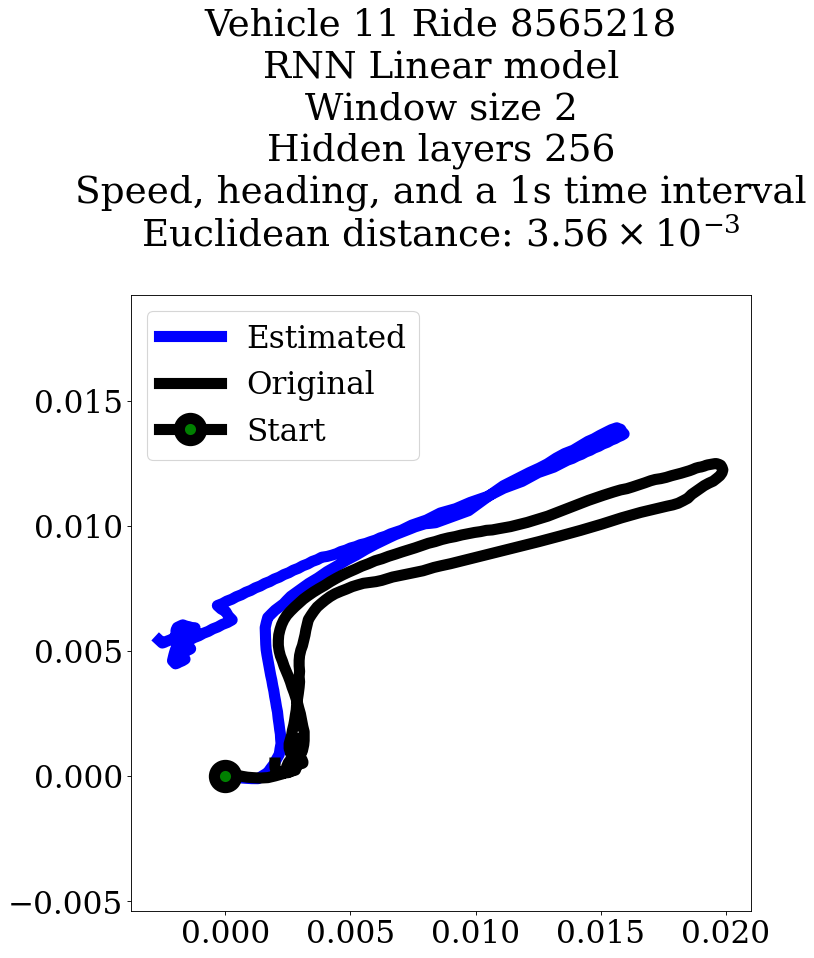 Vehicle 11 Ride 8565218
RNN Linear model
Window size 2
Hidden layers 256
Speed, heading, and a 1s time interval
Euclidean distance: 3.56 × 10⁻³
Estimated
Original
Start
0.015
0.010
0.005
0.000
−0.005
0.000 0.005 0.010 0.015 0.020